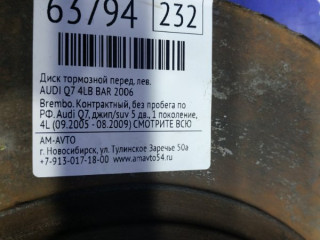 63794 232
Диск тормозной перед. лев.
AUDI Q7 4LB BAR 2006
Brembo. Контрактный, без пробега по
РФ. Audi Q7, джип/suv 5 дв., 1 поколение,
4L (09.2005 - 08.2009) СМОТРИТЕ ВСЮ
АМ-АВТО
г. Новосибирск, ул. Тулинское Заречье 50а
+7-913-017-18-00 www.amavto54.ru